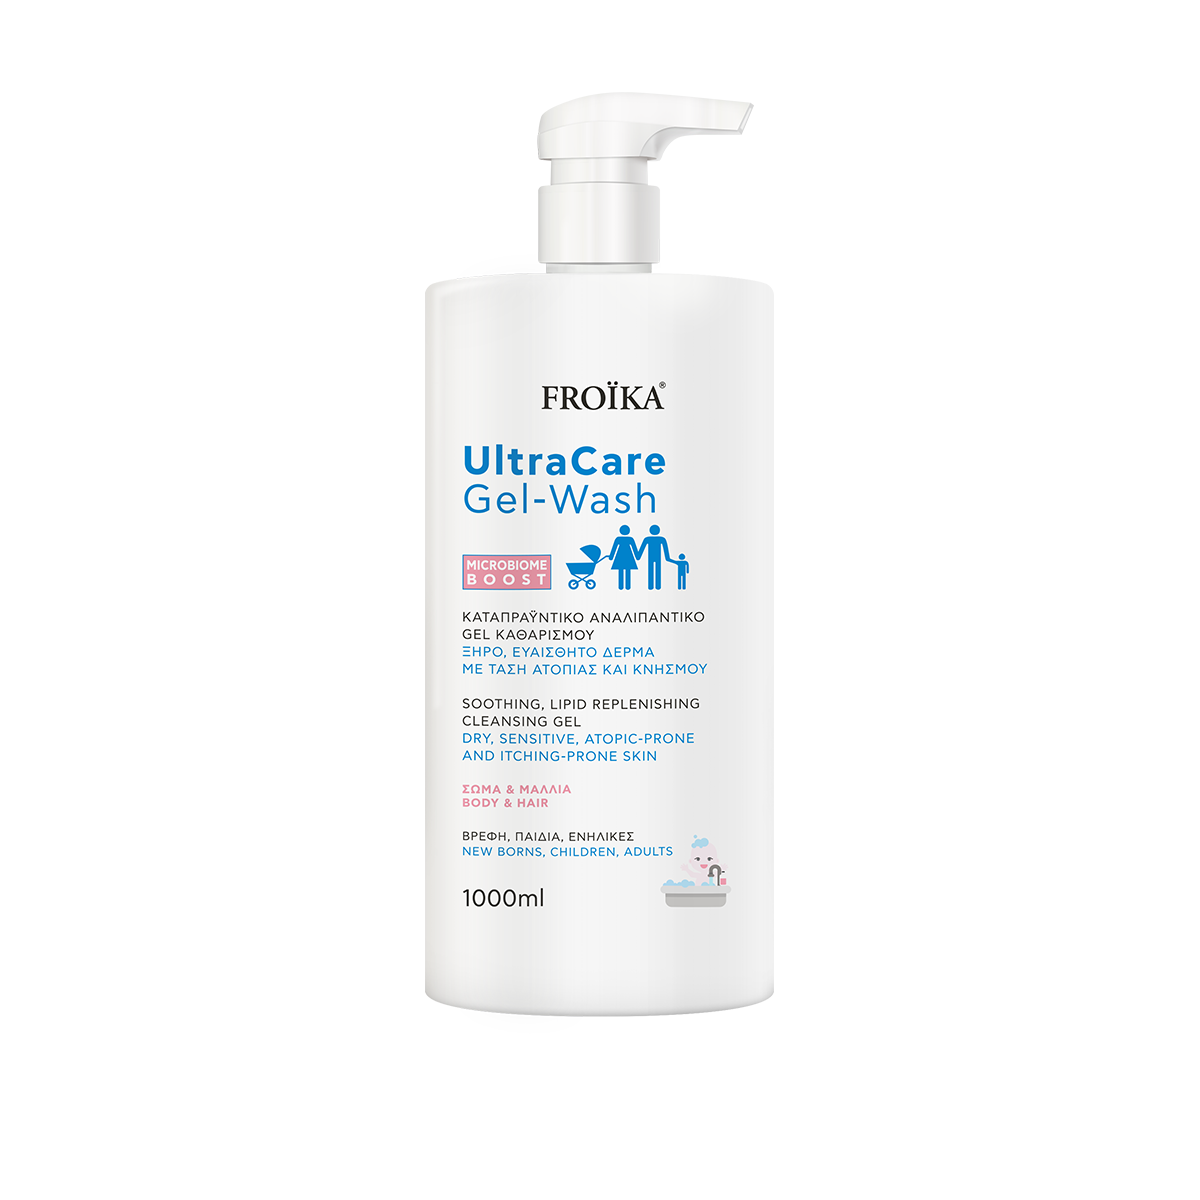 FROÏKA®
UltraCare
Gel-Wash
MICROBIOME
BOOST
ΚΑΤΑΠΡΑΫΝΤΙΚΟ ΑΝΑΛΙΠΑΝΤΙΚΟ
GEL ΚΑΘΑΡΙΣΜΟΥ
ΞΗΡΟ, ΕΥΑΙΣΘΗΤΟ ΔΕΡΜΑ
ΜΕ ΤΑΣΗ ΑΤΟΠΙΑΣ ΚΑΙ ΚΝΗΣΜΟΥ
SOOTHING, LIPID REPLENISHING
CLEANSING GEL
DRY, SENSITIVE, ATOPIC-PRONE
AND ITCHING-PRONE SKIN
ΣΩΜΑ & ΜΑΛΛΙΑ
BODY & HAIR
ΒΡΕΦΗ, ΠΑΙΔΙΑ, ΕΝΗΛΙΚΕΣ
NEW BORNS, CHILDREN, ADULTS
1000ml